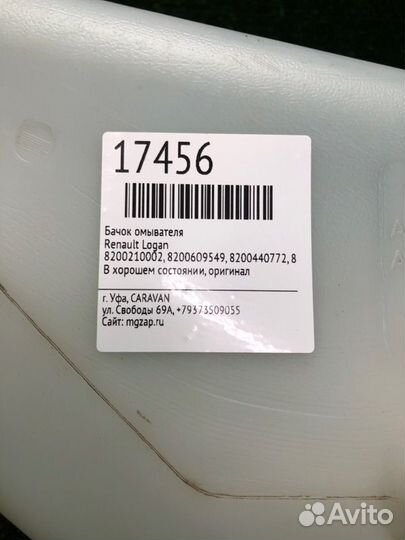 17456
Бачок омывателя
Renault Logan
8200210002, 8200609549, 8200440772, 8
В хорошем состоянии, оригинал
г. Уфа, CARAVAN
ул. Свободы 69А, +79373509055
Сайт: mgzap.ru
A
A
Avito